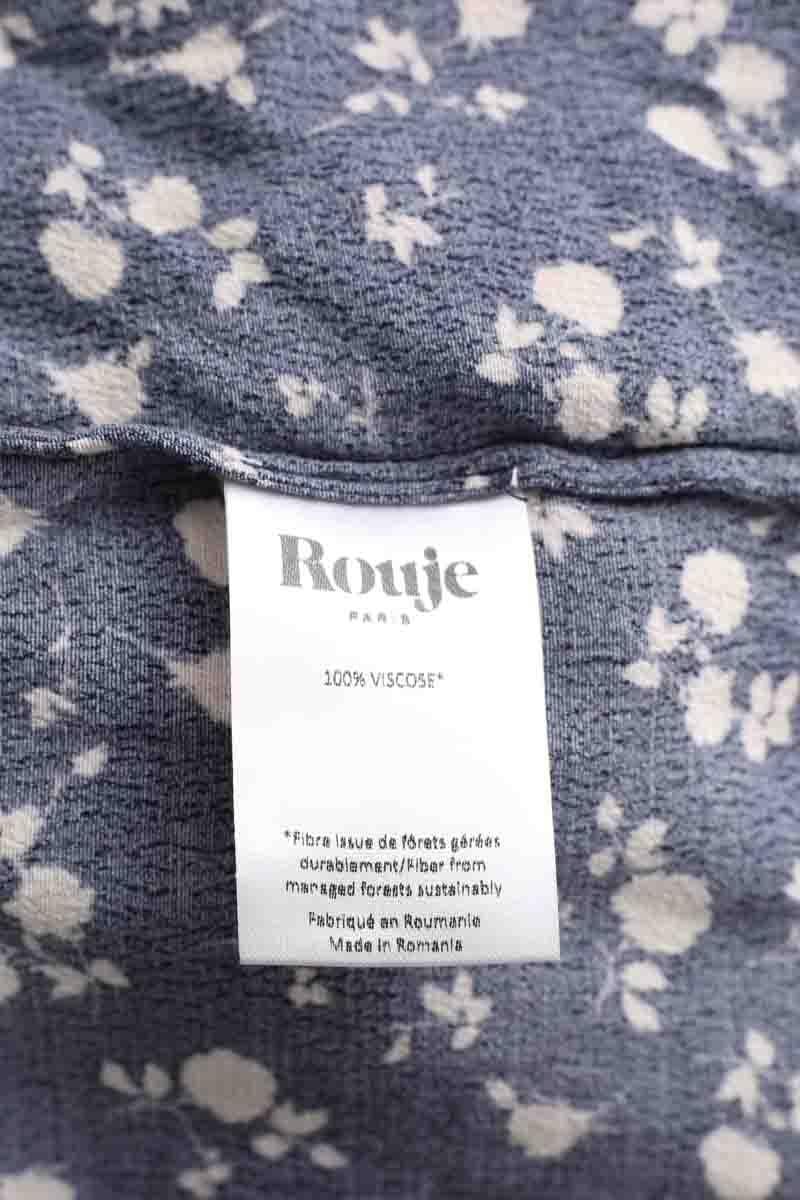 Rouje
PARIS
100% VISCOSE*
*Fibre issue de fôrets gérées
durablement/Fiber from
managed forests sustainably
Fabriqué en Roumanie
Made in Romania